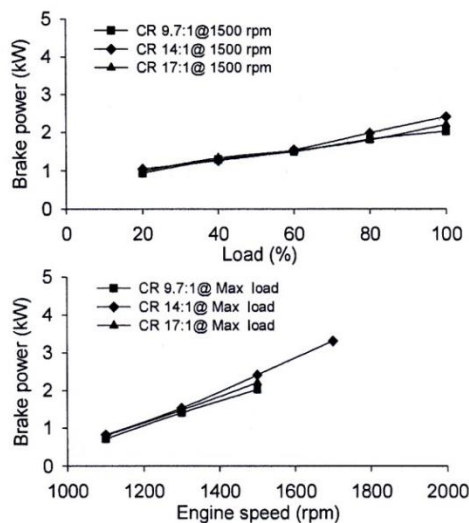 5
CR 9.7:1@1500 rpm
4
CR 14:1@ 1500 rpm
3
CR 17:1@ 1500 rpm
Brake power (kW)
2
1
0
0 20 40 60 80 100
Load (%)
5
CR 9.7:1@ Max load
4
CR 14:1@ Max load
3
CR 17:1@ Max load
Brake power (kW)
2
1
0
1000 1200 1400 1600 1800 2000
Engine speed (rpm)